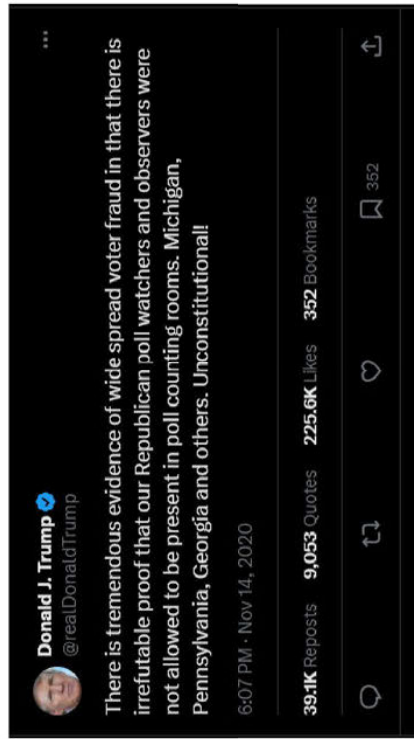 Donald J. Trump
@realDonaldTrump
There is tremendous evidence of wide spread voter fraud in that there is
irrefutable proof that our Republican poll watchers and observers were
not allowed to be present in poll counting rooms. Michigan,
Pennsylvania, Georgia and others. Unconstitutional!
6:07 PM · Nov 14, 2020
39.1K Reposts 9,053 Quotes 225.6K Likes 352 Bookmarks
352